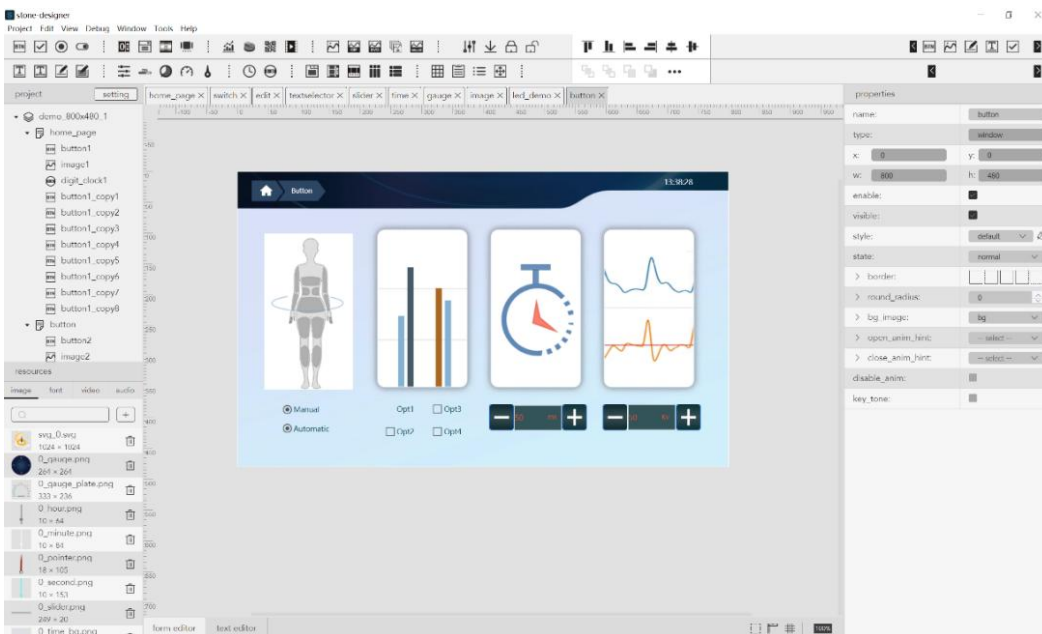 stone-designer
Project Edit View Debug Window Tools Help
project setting
home_page X switch X edit X textselector X slider X time X gauge X image X led_demo X button X
demo_800x480_1
home_page
button1
image1
digit_clock1
button1_copy1
button1_copy2
button1_copy3
button1_copy4
button1_copy5
button1_copy6
button1_copy7
button1_copy8
button
button2
image2
resources
image font video audio
svg_0.svg
1024 × 1024
0_gauge.png
264 × 264
0_gauge_plate.png
333 × 236
0_hour.png
10 × 64
0_minute.png
10 × 84
0_pointer.png
18 × 105
0_second.png
10 × 153
0_slider.png
249 × 20
0_time_bg.png
Button
13:38:28
Manual
Automatic
Opt1 Opt3
Opt2 Opt4
form editor text editor
100%
properties
name: button
type: window
x: 0 y: 0
w: 800 h: 480
enable:
visible:
style: default
state: normal
border:
round_radius: 0
bg_image: bg
open_anim_hint: -- select --
close_anim_hint: -- select --
disable_anim:
key_tone: